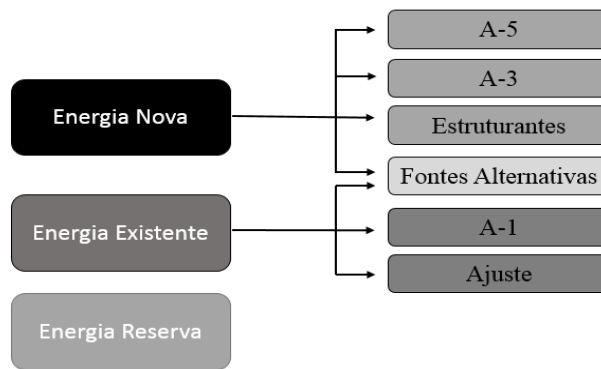 Energia Nova
Energia Existente
Energia Reserva
A-5
A-3
Estruturantes
Fontes Alternativas
A-1
Ajuste